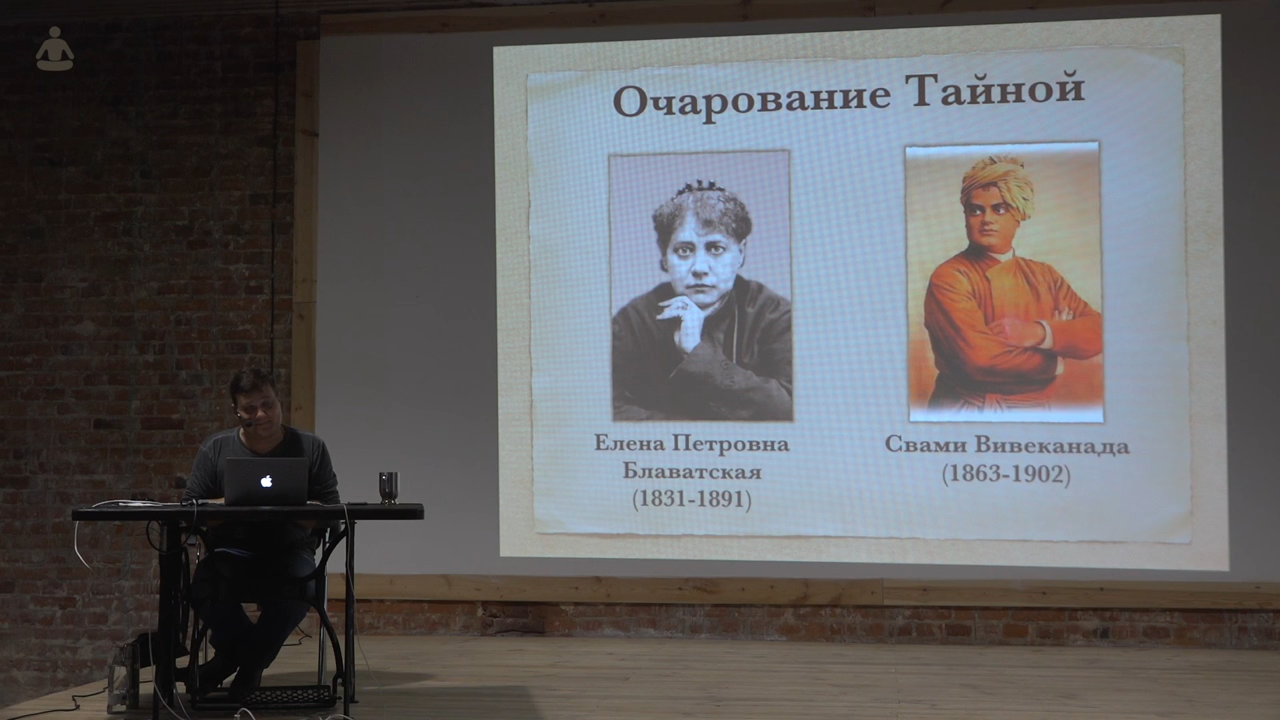 Очарование Тайной
Елена Петровна
Блаватская
(1831-1891)
Свами Вивеканада
(1863-1902)